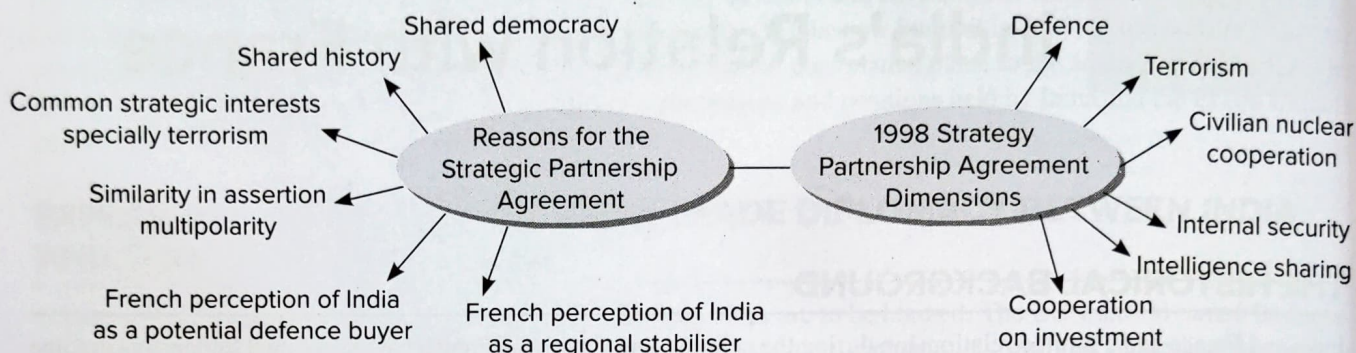 Shared democracy
Shared history
Common strategic interests
specially terrorism
Similarity in assertion
multipolarity
French perception of India
as a potential defence buyer
French perception of India
as a regional stabiliser
Reasons for the
Strategic Partnership
Agreement
1998 Strategy
Partnership Agreement
Dimensions
Defence
Terrorism
Civilian nuclear
cooperation
Internal security
Intelligence sharing
Cooperation
on investment